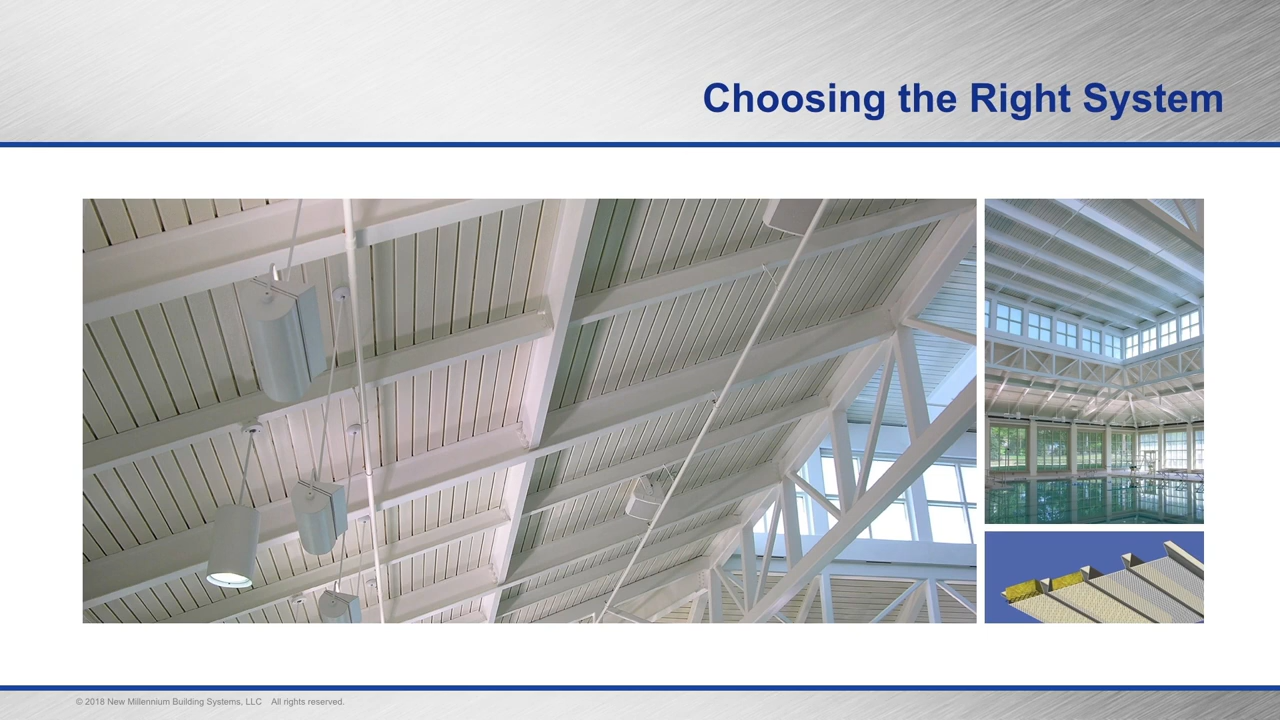 Choosing the Right System
© 2018 New Millennium Building Systems, LLC    All rights reserved.